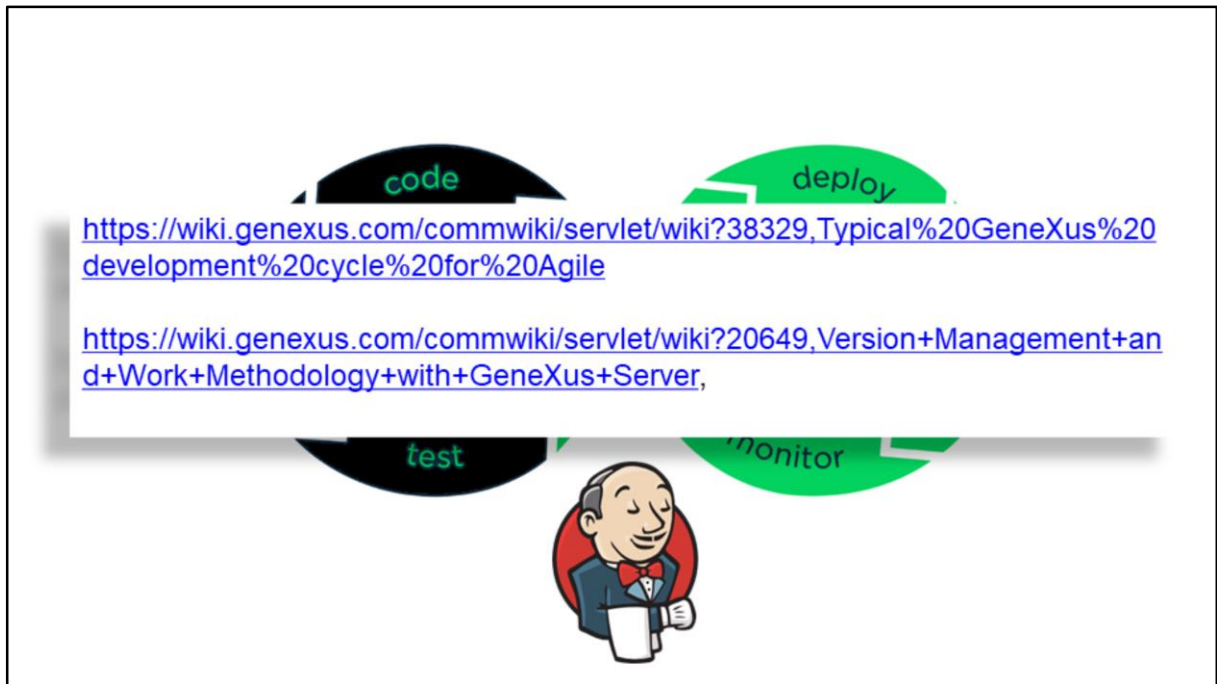 code
deploy
https://wiki.genexus.com/commwiki/servlet/wiki?38329,Typical%20GeneXus%20
development%20cycle%20for%20Agile
https://wiki.genexus.com/commwiki/servlet/wiki?20649,Version+Management+an
d+Work+Methodology+with+GeneXus+Server,
test
monitor